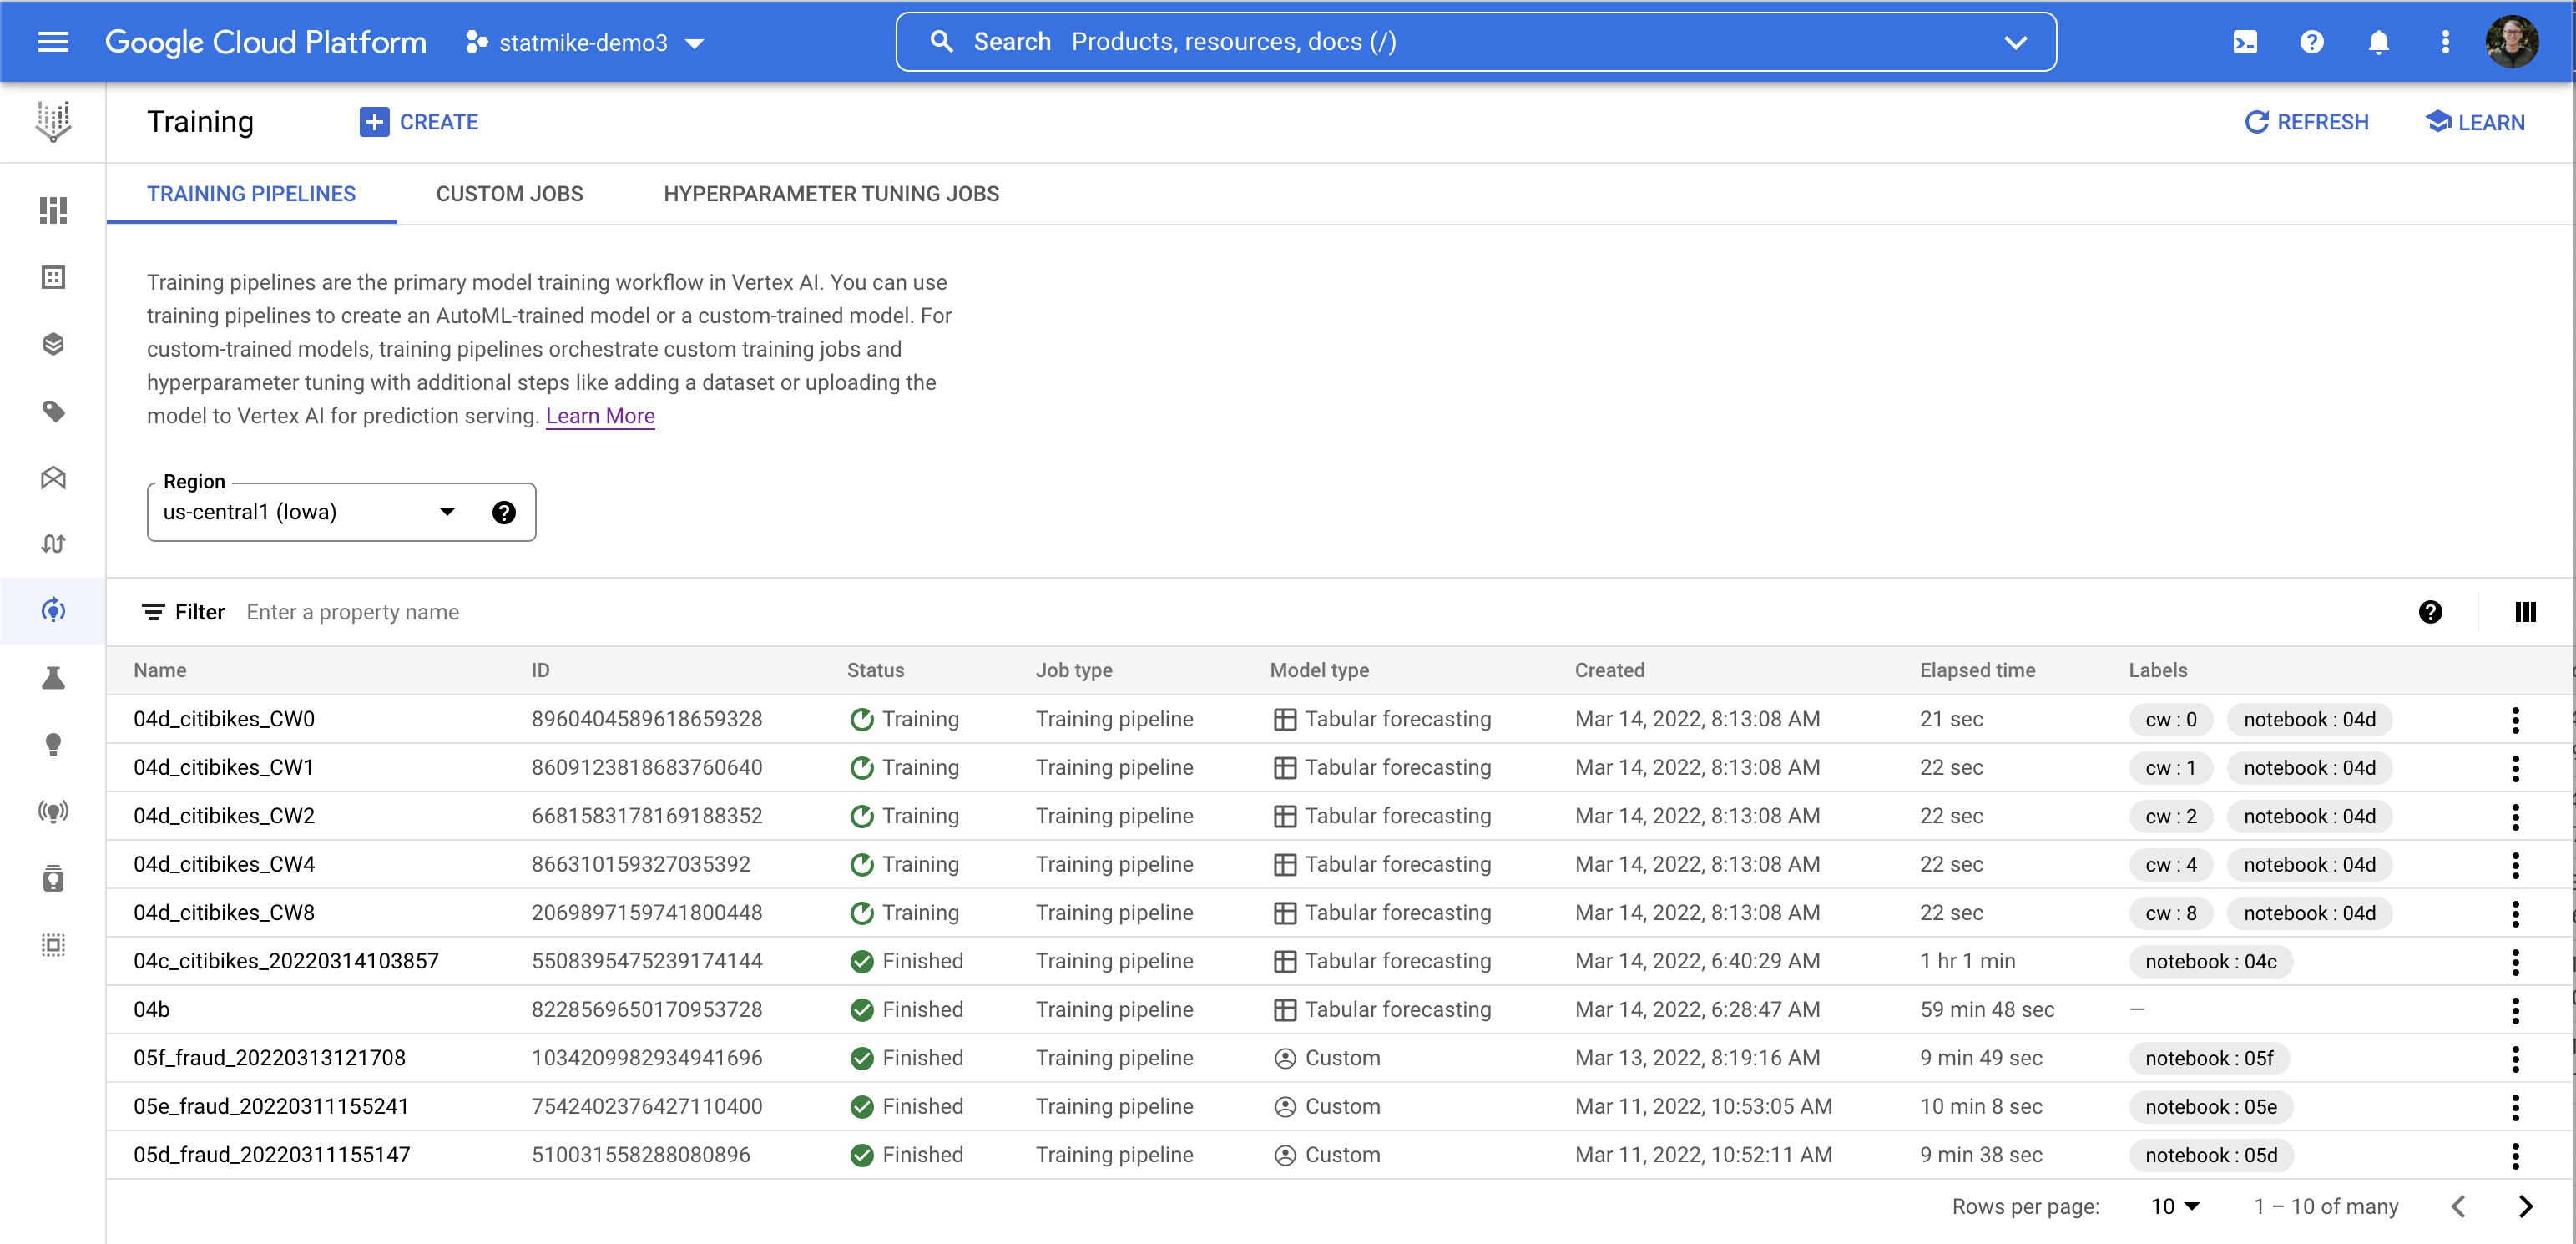 Google Cloud Platform statmike-demo3 Search Products, resources, docs (/)
Training CREATE REFRESH LEARN
TRAINING PIPELINES CUSTOM JOBS HYPERPARAMETER TUNING JOBS
Training pipelines are the primary model training workflow in Vertex AI. You can use
training pipelines to create an AutoML-trained model or a custom-trained model. For
custom-trained models, training pipelines orchestrate custom training jobs and
hyperparameter tuning with additional steps like adding a dataset or uploading the
model to Vertex AI for prediction serving. Learn More
Region
us-central1 (Iowa)
Filter Enter a property name
Name ID Status Job type Model type Created Elapsed time Labels
04d_citibikes_CW0 8960404589618659328 Training Training pipeline Tabular forecasting Mar 14, 2022, 8:13:08 AM 21 sec cw : 0 notebook : 04d
04d_citibikes_CW1 8609123818683760640 Training Training pipeline Tabular forecasting Mar 14, 2022, 8:13:08 AM 22 sec cw : 1 notebook : 04d
04d_citibikes_CW2 6681583178169188352 Training Training pipeline Tabular forecasting Mar 14, 2022, 8:13:08 AM 22 sec cw : 2 notebook : 04d
04d_citibikes_CW4 866310159327035392 Training Training pipeline Tabular forecasting Mar 14, 2022, 8:13:08 AM 22 sec cw : 4 notebook : 04d
04d_citibikes_CW8 2069897159741800448 Training Training pipeline Tabular forecasting Mar 14, 2022, 8:13:08 AM 22 sec cw : 8 notebook : 04d
04c_citibikes_20220314103857 5508395475239174144 Finished Training pipeline Tabular forecasting Mar 14, 2022, 6:40:29 AM 1 hr 1 min notebook : 04c
04b 8228569650170953728 Finished Training pipeline Tabular forecasting Mar 14, 2022, 6:28:47 AM 59 min 48 sec —
05f_fraud_20220313121708 1034209982934941696 Finished Training pipeline Custom Mar 13, 2022, 8:19:16 AM 9 min 49 sec notebook : 05f
05e_fraud_20220311155241 7542402376427110400 Finished Training pipeline Custom Mar 11, 2022, 10:53:05 AM 10 min 8 sec notebook : 05e
05d_fraud_20220311155147 510031558288080896 Finished Training pipeline Custom Mar 11, 2022, 10:52:11 AM 9 min 38 sec notebook : 05d
Rows per page: 10 1 – 10 of many